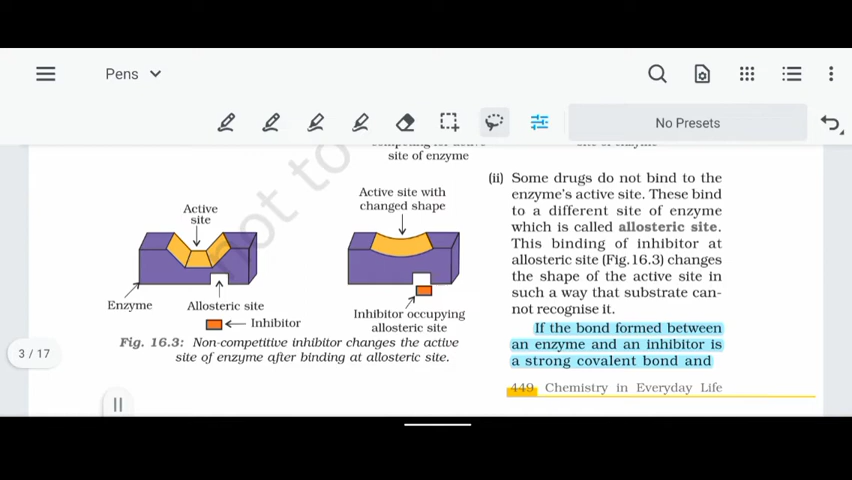 Pens
No Presets
site of enzyme
Active
site
Active site with
changed shape
Enzyme
Allosteric site
Inhibitor
Inhibitor occupying
allosteric site
Fig. 16.3: Non-competitive inhibitor changes the active
site of enzyme after binding at allosteric site.
not to
(ii) Some drugs do not bind to the
enzyme's active site. These bind
to a different site of enzyme
which is called allosteric site.
This binding of inhibitor at
allosteric site (Fig.16.3) changes
the shape of the active site in
such a way that substrate can-
not recognise it.
If the bond formed between
an enzyme and an inhibitor is
a strong covalent bond and
449 Chemistry in Everyday Life
3 / 17